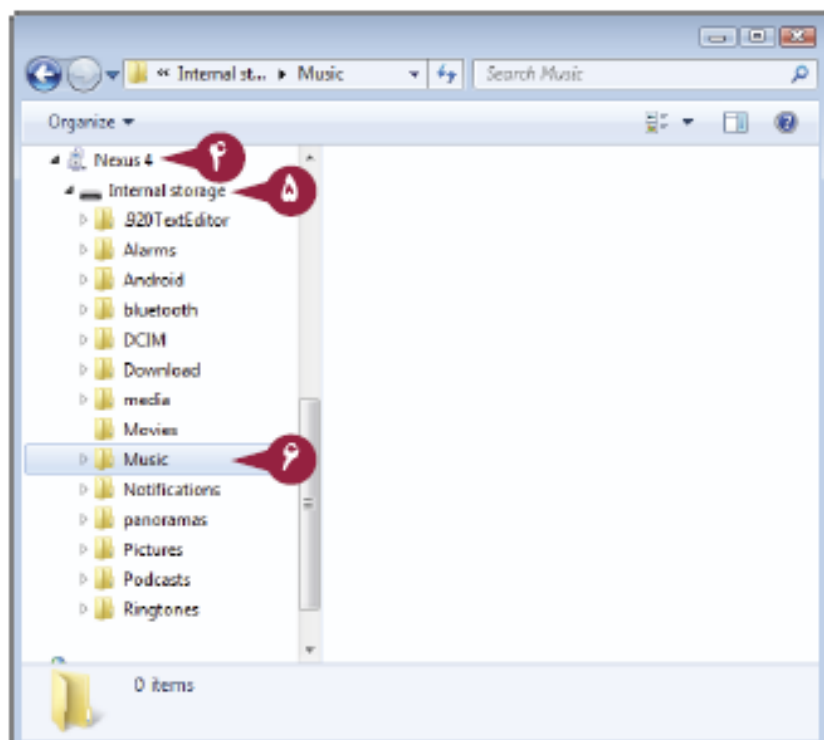 « Internal st... ▸ Music
Search Music
Organize
Nexus 4
۴
Internal storage
۵
.920TextEditor
Alarms
Android
bluetooth
DCIM
Download
media
Movies
Music
۶
Notifications
panoramas
Pictures
Podcasts
Ringtones
0 items